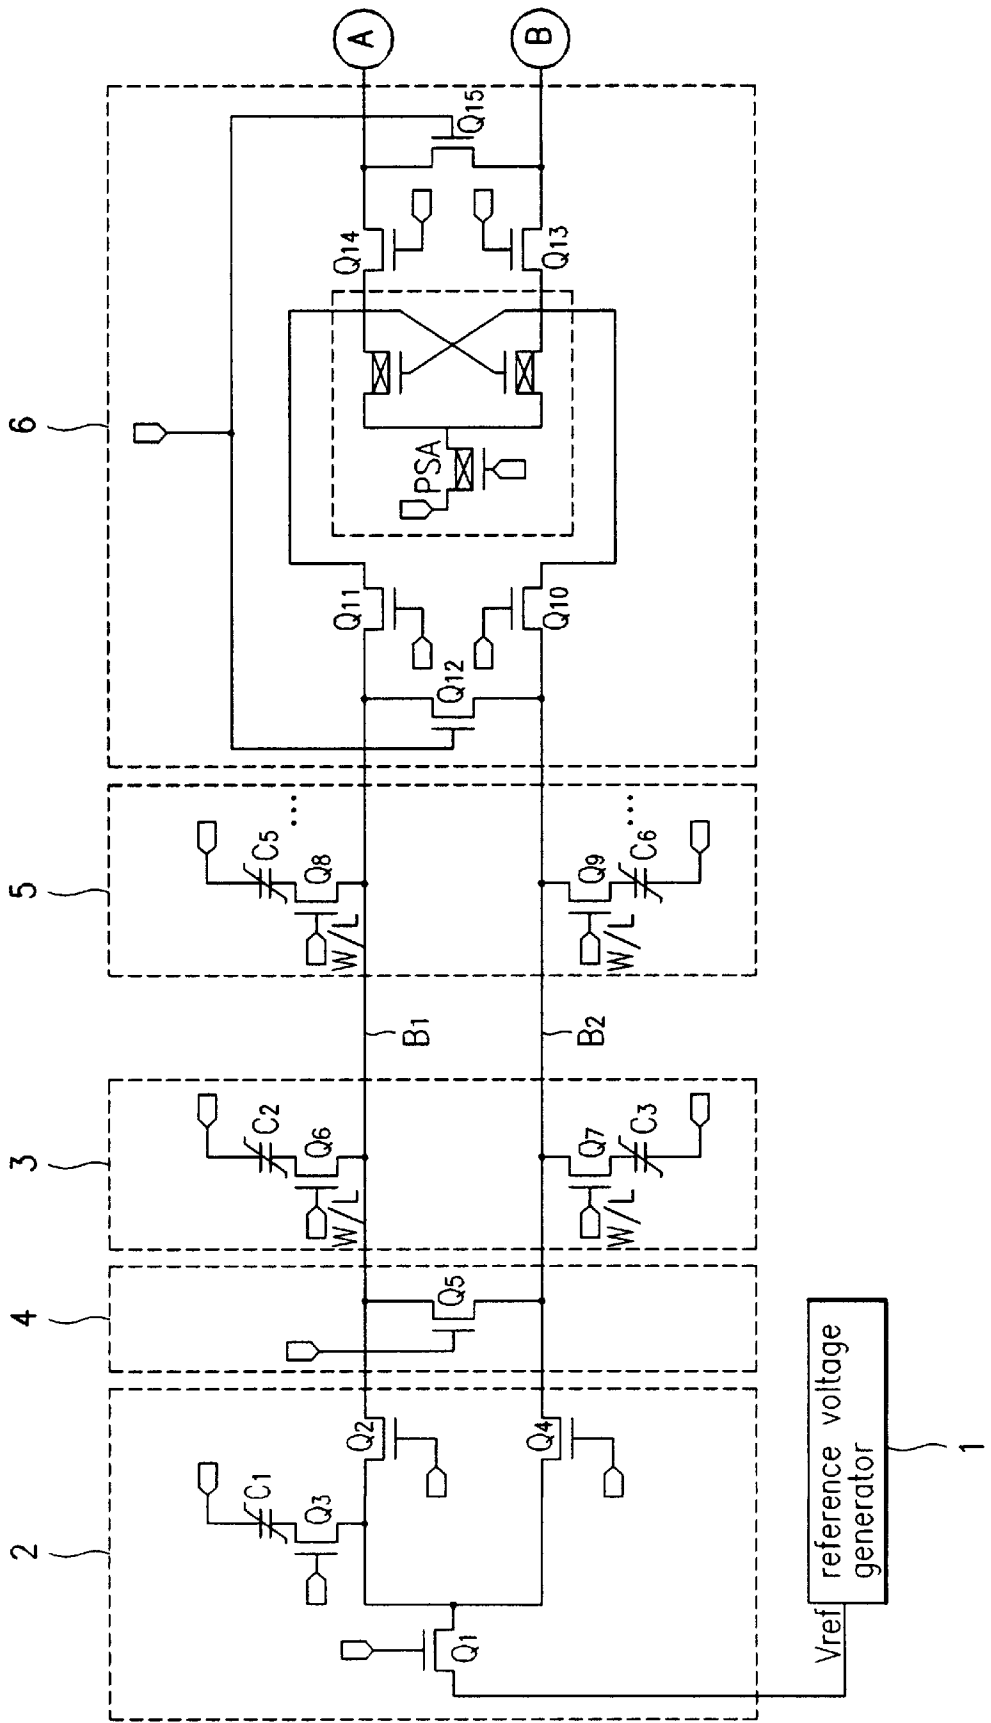 2
4
3
5
6
C1
Q3
Q2
Q1
Q4
Q5
C2
Q6
W/L
Q7
C3
W/L
B1
B2
C5
Q8
W/L
...
Q9
C6
W/L
...
Q12
Q11
Q10
PSA
Q14
Q13
Q15
A
B
Vref
reference voltage
generator
1